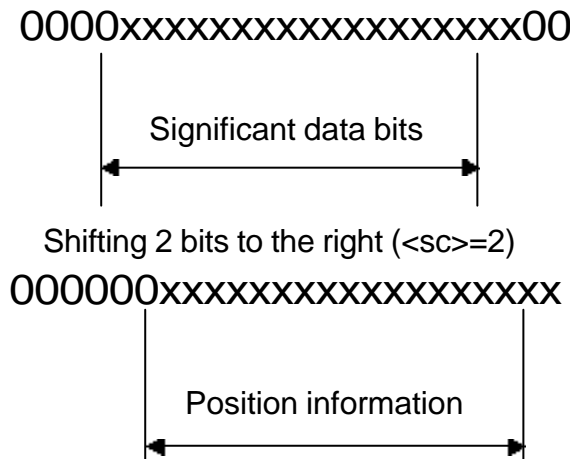 0000xxxxxxxxxxxxxxxxxx00
Significant data bits
Shifting 2 bits to the right (<sc>=2)
000000xxxxxxxxxxxxxxxxxx
Position information